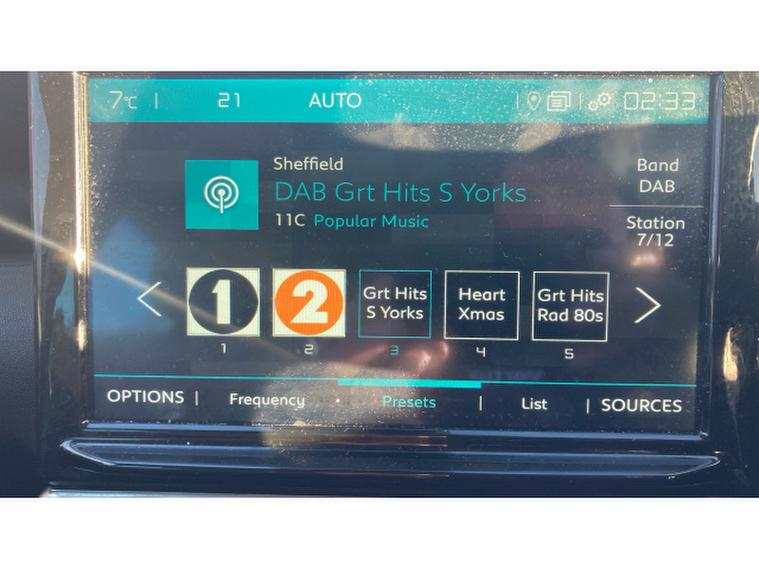 7°C | 21 AUTO | | 02:33
Sheffield
DAB Grt Hits S Yorks
11C Popular Music
Band
DAB
Station
7/12
1 2 Grt Hits S Yorks Heart Xmas Grt Hits Rad 80s
1 2 3 4 5
OPTIONS | Frequency · Presets | List | SOURCES